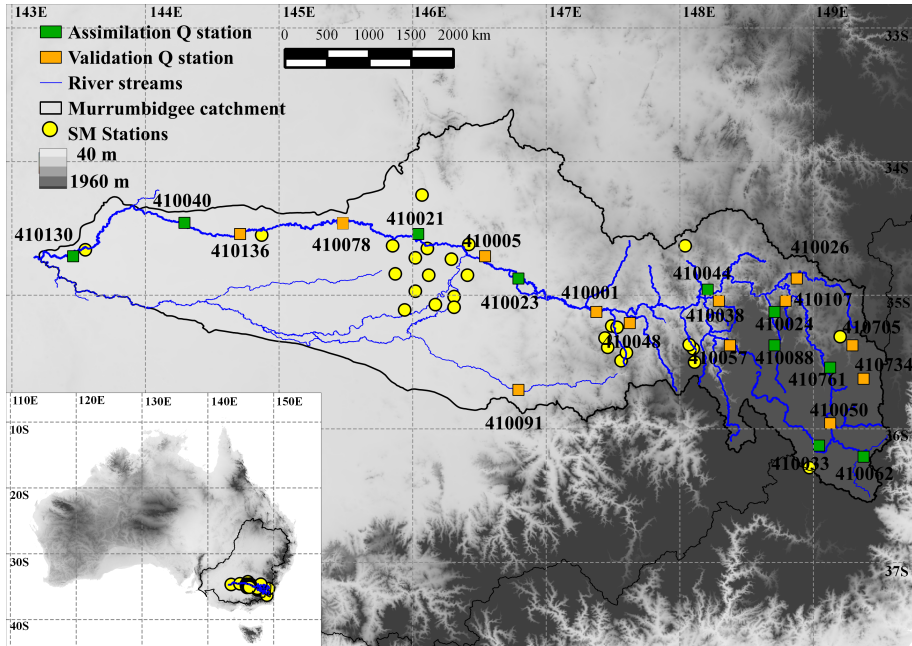 143E 144E 145E 146E 147E 148E 149E
Assimilation Q station
Validation Q station
River streams
Murrumbidgee catchment
SM Stations
40 m
1960 m
0 500 1000 1500 2000 km
33S
34S
35S
36S
37S
410130
410040
410136
410078
410021
410005
410023
410001
410048
410091
410044
410038
410057
410026
410107
410024
410088
410705
410734
410761
410050
410033
410062
110E 120E 130E 140E 150E
10S
20S
30S
40S